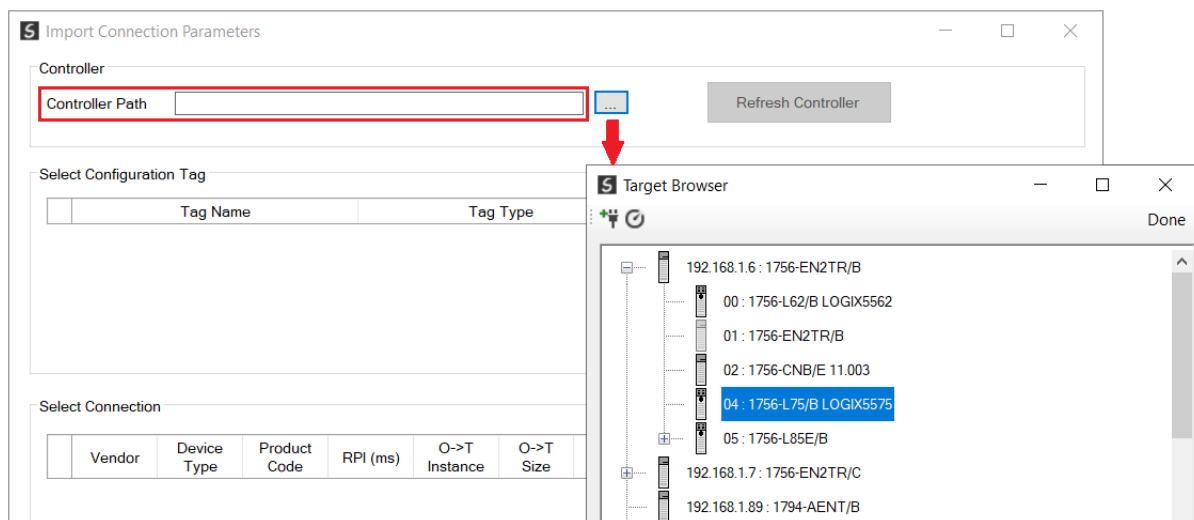 Import Connection Parameters
Controller
Controller Path
...
Refresh Controller
Select Configuration Tag
Tag Name Tag Type
Select Connection
Vendor Device Type Product Code RPI (ms) O->T Instance O->T Size
Target Browser
Done
192.168.1.6 : 1756-EN2TR/B
00 : 1756-L62/B LOGIX5562
01 : 1756-EN2TR/B
02 : 1756-CNB/E 11.003
04 : 1756-L75/B LOGIX5575
05 : 1756-L85E/B
192.168.1.7 : 1756-EN2TR/C
192.168.1.89 : 1794-AENT/B